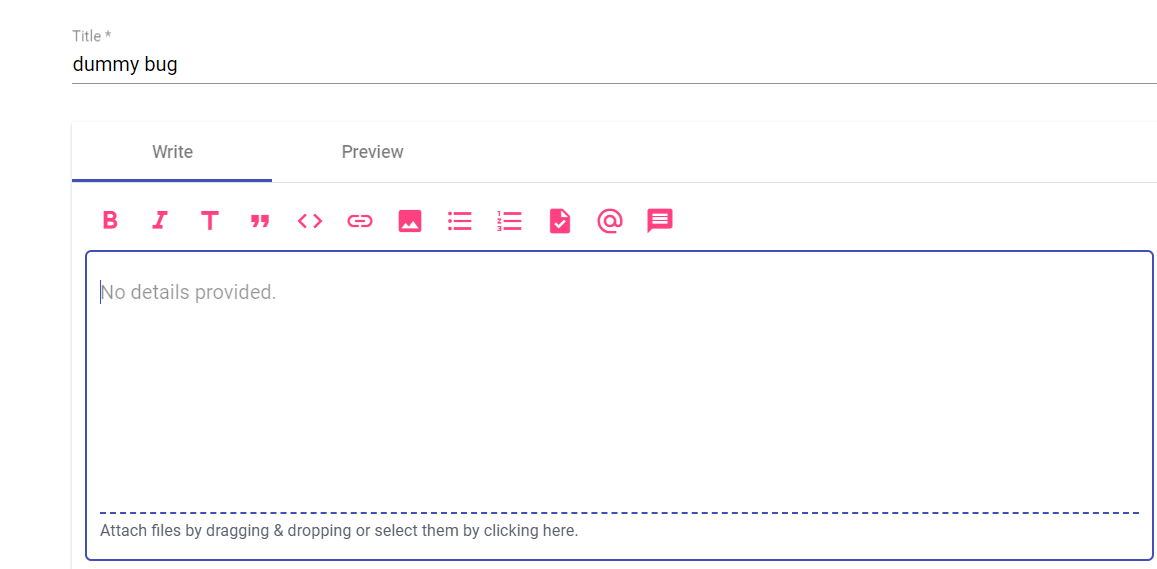 Title *
dummy bug
Write Preview
No details provided.
Attach files by dragging & dropping or select them by clicking here.